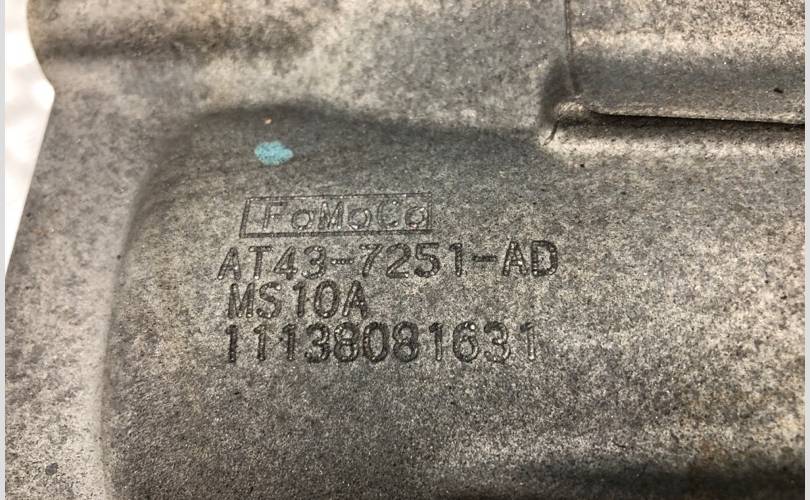 FoMoCo
AT43-7251-AD
MS10A
11138081631